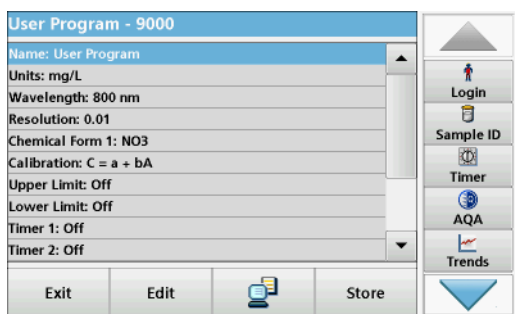 User Program - 9000
Name: User Program
Units: mg/L
Wavelength: 800 nm
Resolution: 0.01
Chemical Form 1: NO3
Calibration: C = a + bA
Upper Limit: Off
Lower Limit: Off
Timer 1: Off
Timer 2: Off
Exit
Edit
Store
Login
Sample ID
Timer
AQA
Trends